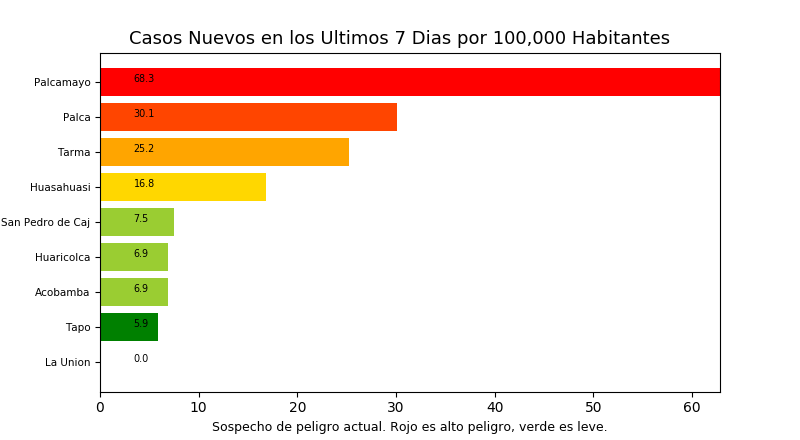 Casos Nuevos en los Ultimos 7 Dias por 100,000 Habitantes
Palcamayo 68.3
Palca 30.1
Tarma 25.2
Huasahuasi 16.8
San Pedro de Caj 7.5
Huaricolca 6.9
Acobamba 6.9
Tapo 5.9
La Union 0.0
0 10 20 30 40 50 60
Sospecho de peligro actual. Rojo es alto peligro, verde es leve.